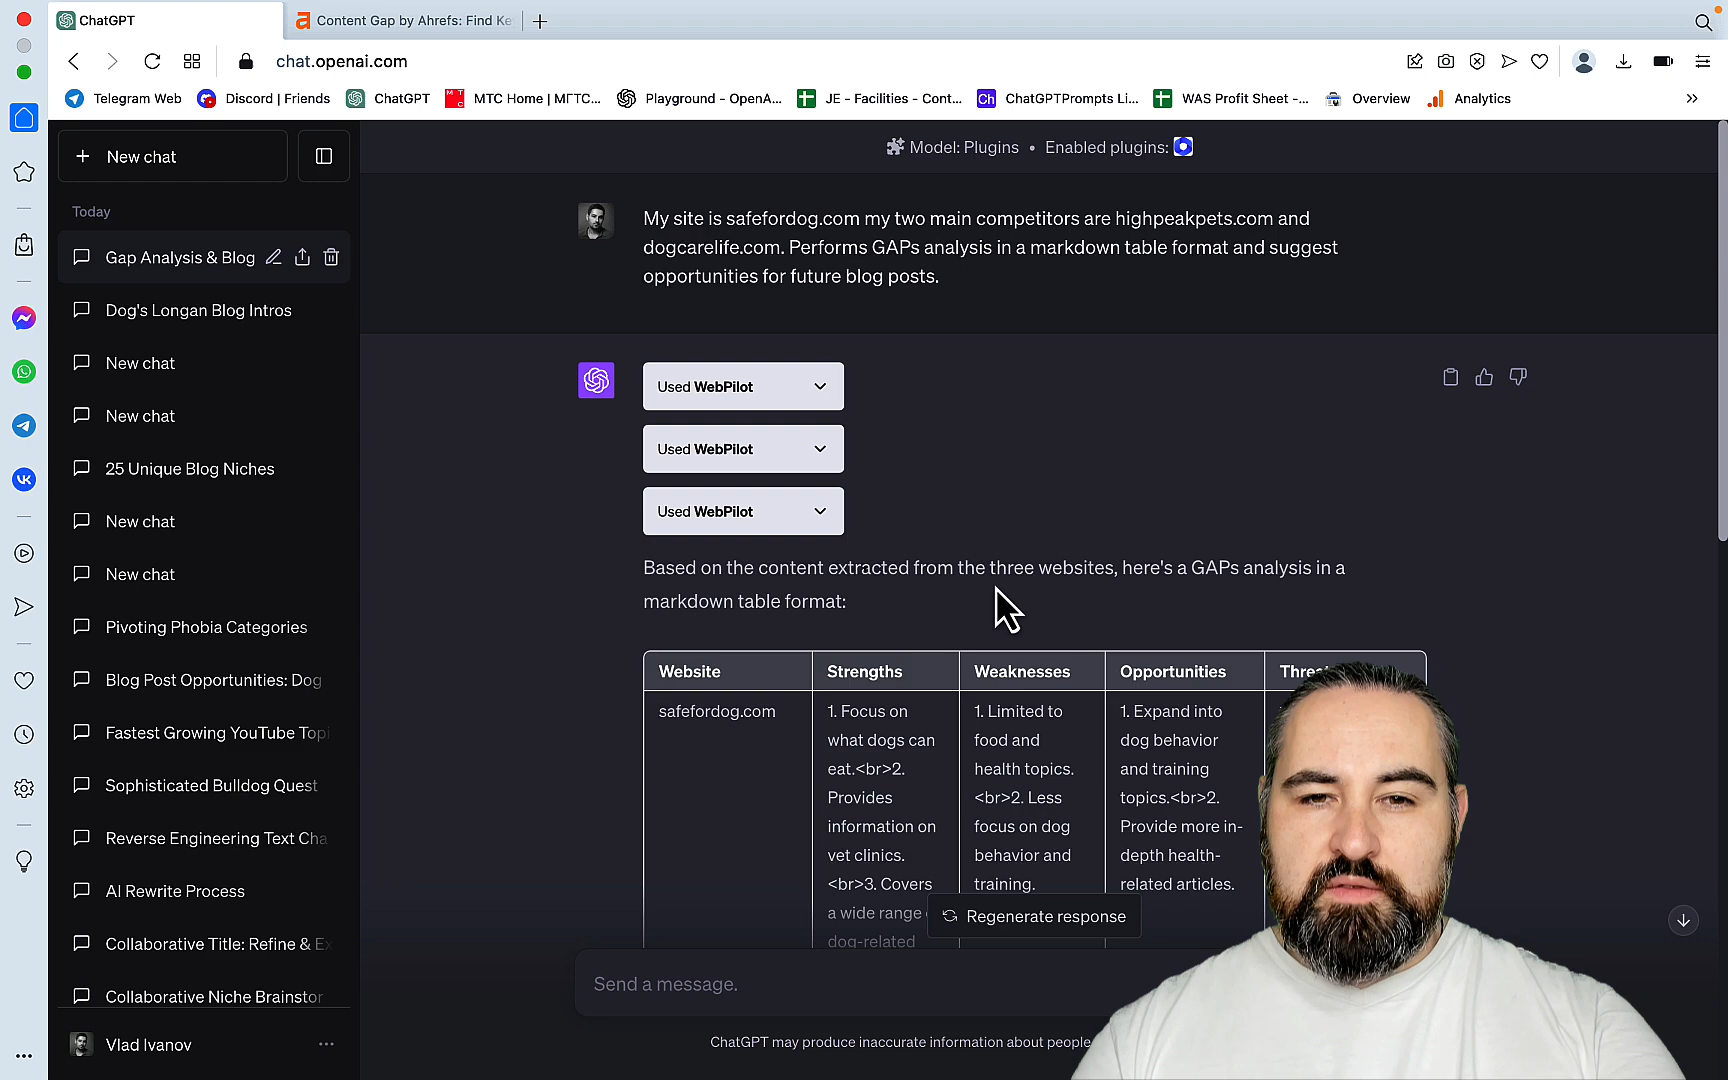 ChatGPT
Content Gap by Ahrefs: Find Ke
chat.openai.com
Telegram Web
Discord | Friends
ChatGPT
MTC Home | МГТС...
Playground - OpenA...
JE - Facilities - Cont...
Ch
ChatGPTPrompts Li...
WAS Profit Sheet -...
Overview
Analytics
New chat
Today
Gap Analysis & Blog
Dog's Longan Blog Intros
New chat
New chat
25 Unique Blog Niches
New chat
New chat
Pivoting Phobia Categories
Blog Post Opportunities: Dog
Fastest Growing YouTube Topi
Sophisticated Bulldog Quest
Reverse Engineering Text Cha
AI Rewrite Process
Collaborative Title: Refine & Ex
Collaborative Niche Brainstor
Vlad Ivanov
Model: Plugins • Enabled plugins:
My site is safefordog.com my two main competitors are highpeakpets.com and
dogcarelife.com. Performs GAPs analysis in a markdown table format and suggest
opportunities for future blog posts.
Used WebPilot
Used WebPilot
Used WebPilot
Based on the content extracted from the three websites, here's a GAPs analysis in a
markdown table format:
Website
Strengths
Weaknesses
Opportunities
safefordog.com
1. Focus on
what dogs can
eat.<br>2.
Provides
information on
vet clinics.
<br>3. Covers
a wide range
dog-related
1. Limited to
food and
health topics.
<br>2. Less
focus on dog
behavior and
training.
1. Expand into
dog behavior
and training
topics.<br>2.
Provide more in-
depth health-
related articles.
Regenerate response
Send a message.
ChatGPT may produce inaccurate information about people